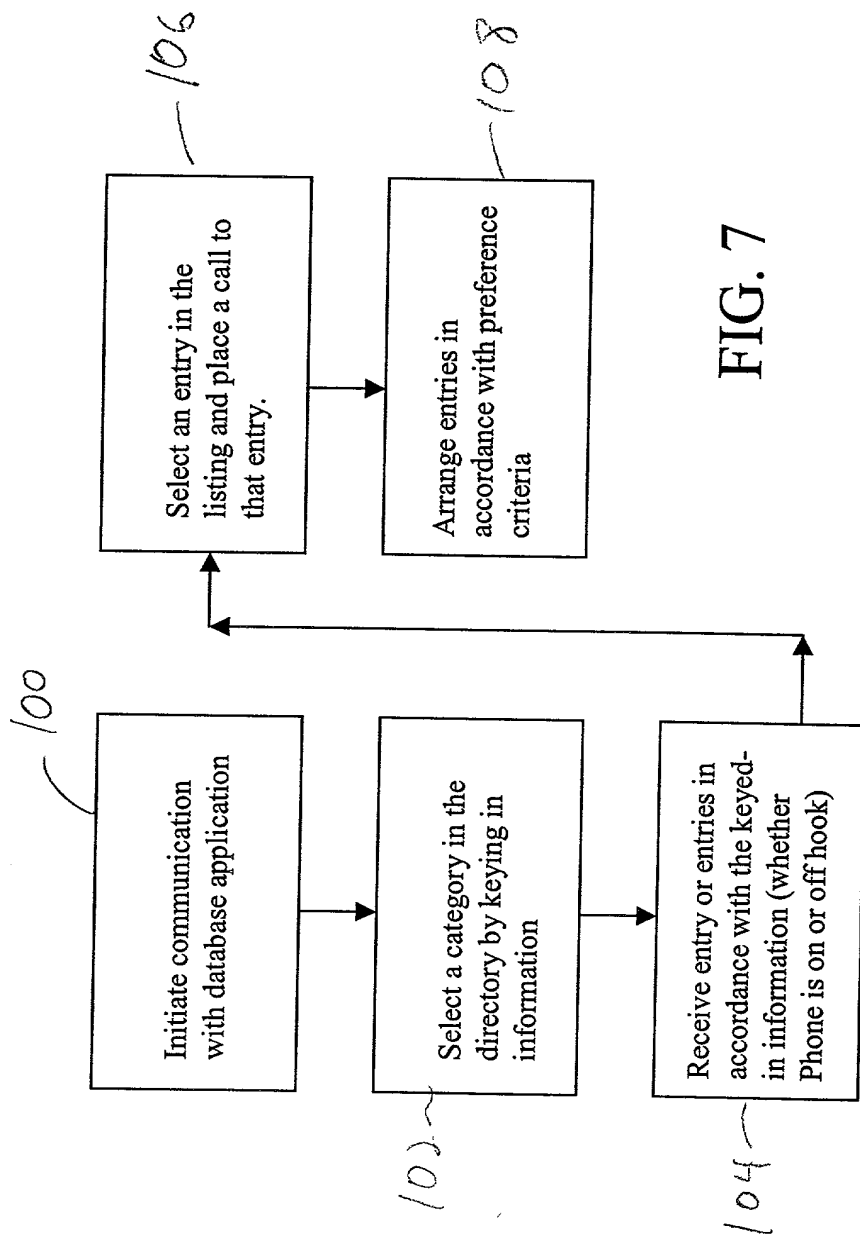 100
Initiate communication
with database application
102
Select a category in the
directory by keying in
information
104
Receive entry or entries in
accordance with the keyed-
in information (whether
Phone is on or off hook)
106
Select an entry in the
listing and place a call to
that entry.
108
Arrange entries in
accordance with preference
criteria
FIG. 7